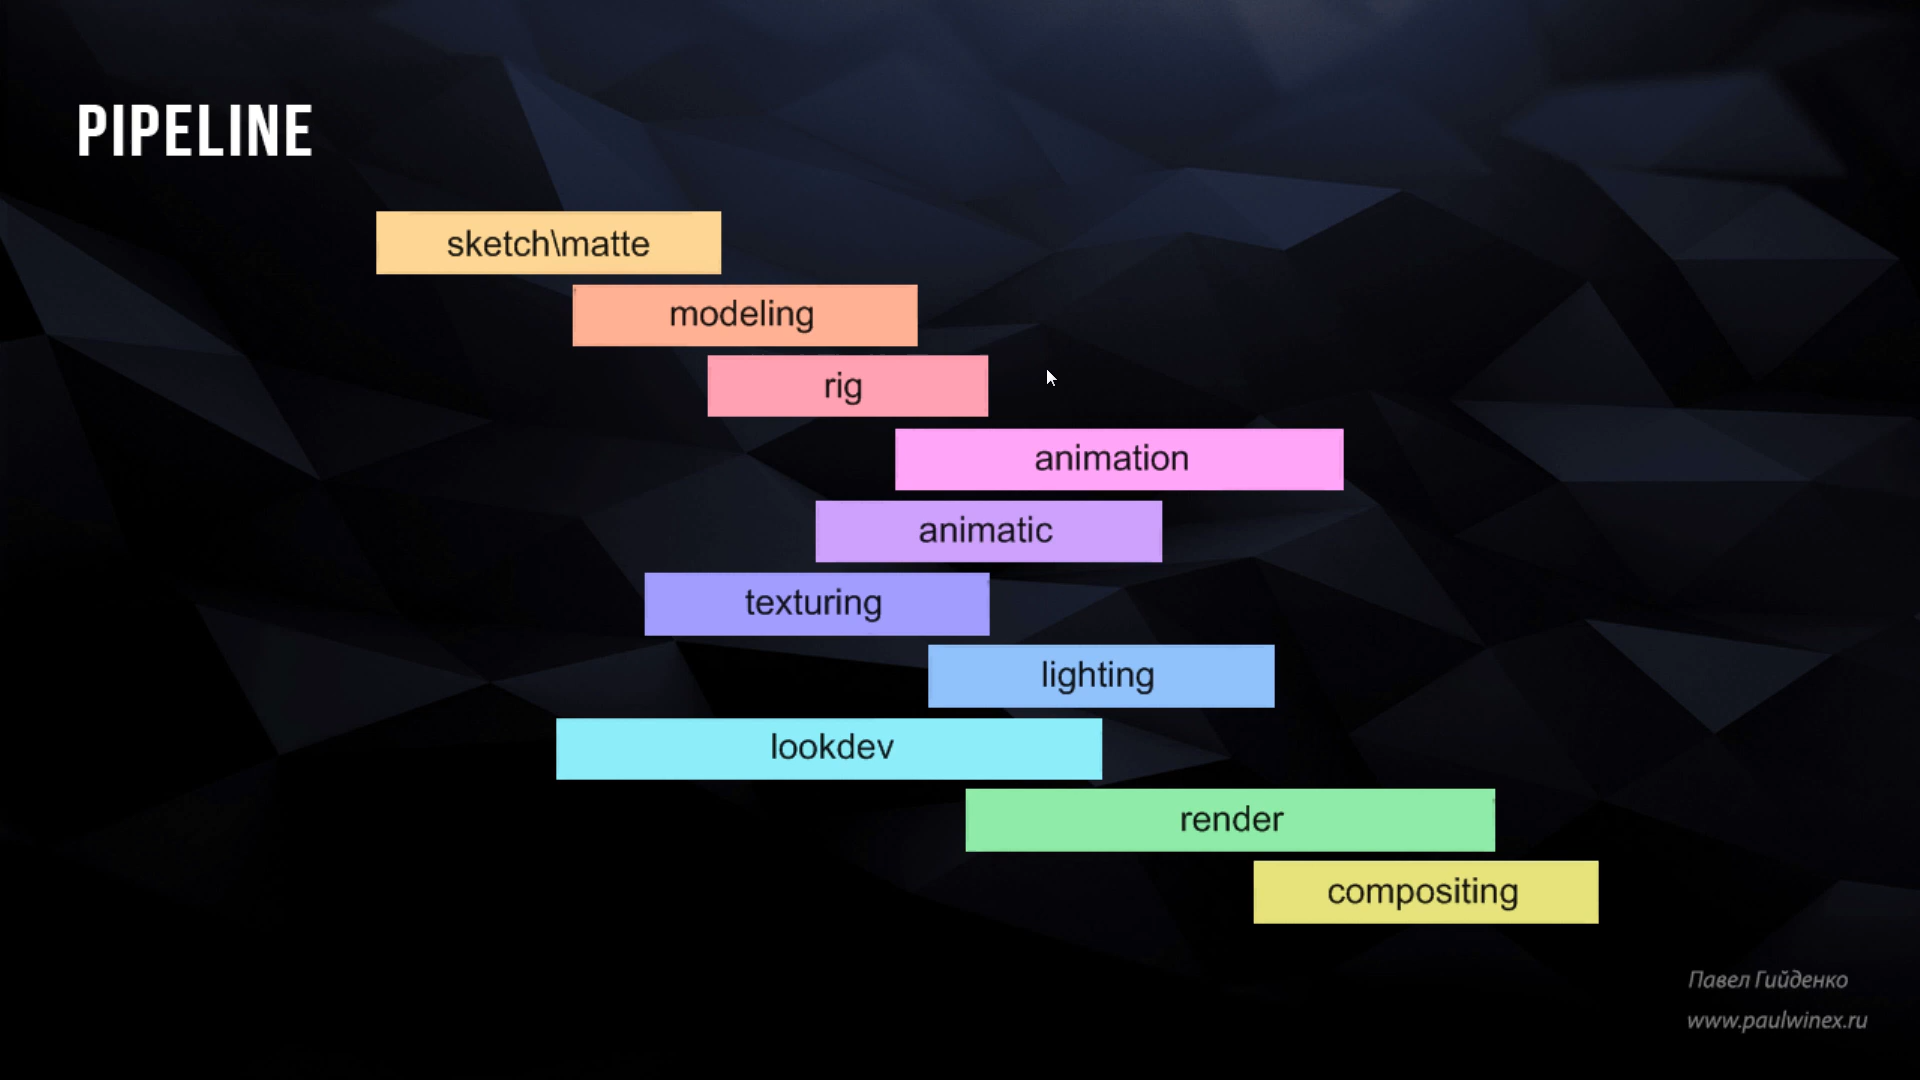 PIPELINE
sketch\matte
modeling
rig
animation
animatic
texturing
lighting
lookdev
render
compositing
Павел Гийденко
www.paulwinex.ru